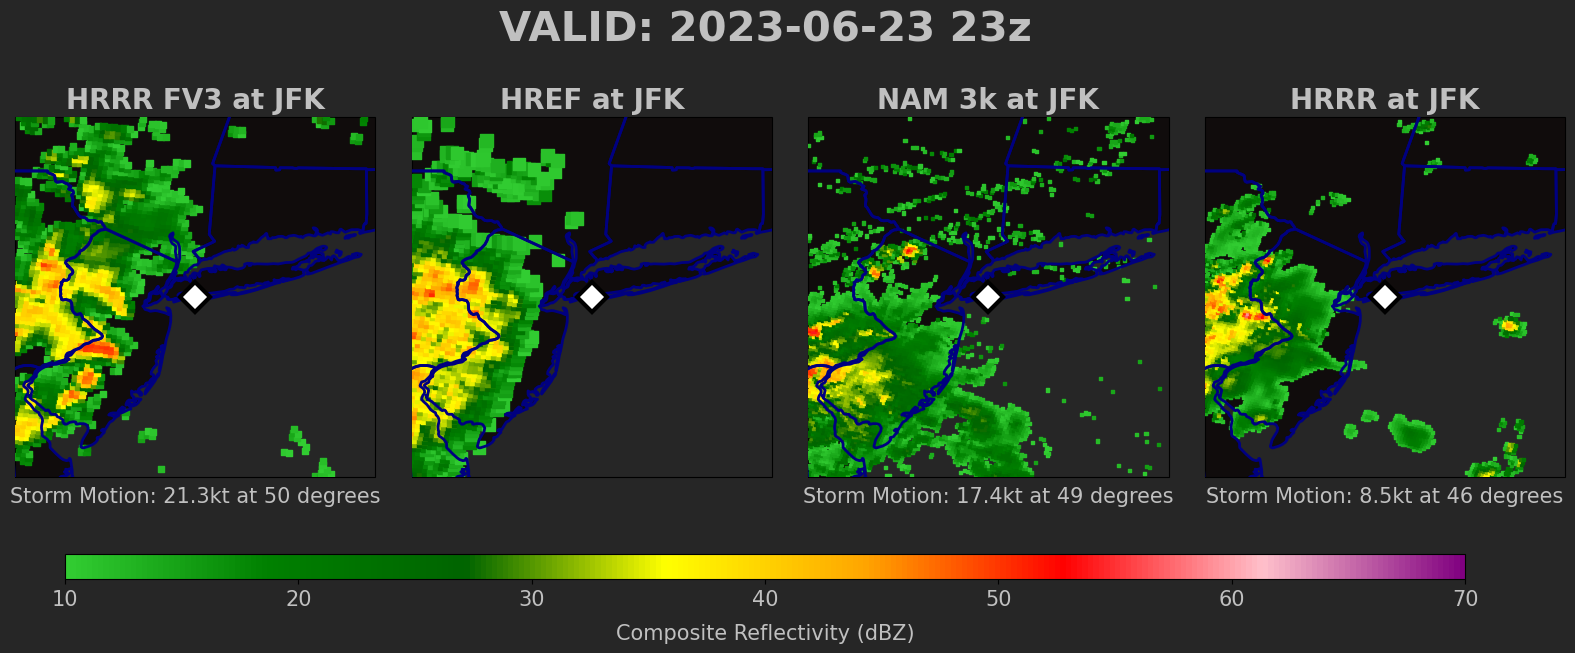 VALID: 2023-06-23 23z
HRRR FV3 at JFK
HREF at JFK
NAM 3k at JFK
HRRR at JFK
Storm Motion: 21.3kt at 50 degrees
Storm Motion: 17.4kt at 49 degrees
Storm Motion: 8.5kt at 46 degrees
10 20 30 40 50 60 70
Composite Reflectivity (dBZ)